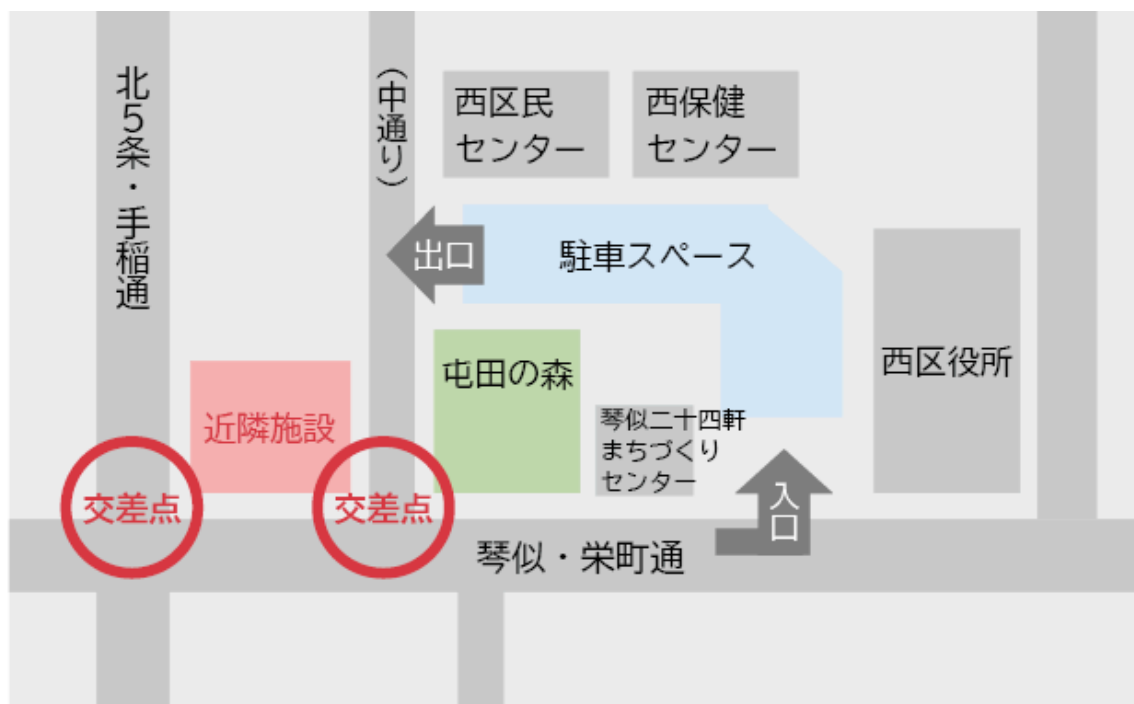 北5条・手稲通
（中通り）
西区民
センター
西保健
センター
出口
駐車スペース
西区役所
屯田の森
近隣施設
琴似二十四軒
まちづくり
センター
入口
交差点
交差点
琴似・栄町通